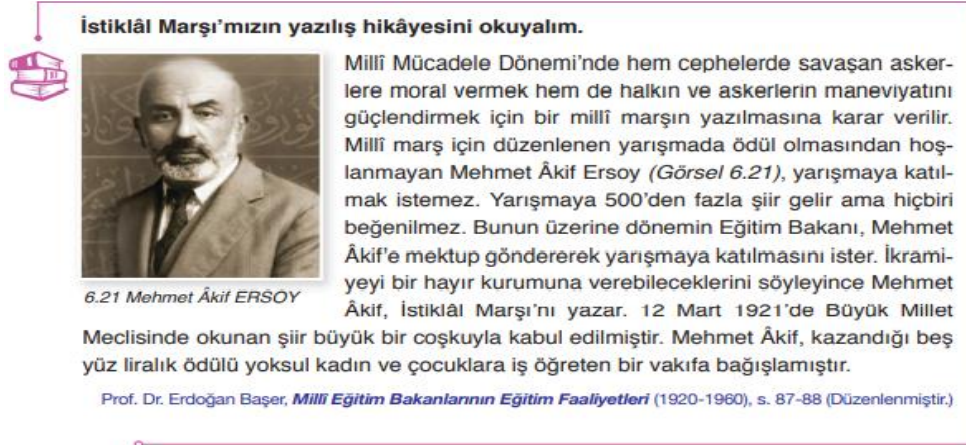 İstiklâl Marşı’mızın yazılış hikâyesini okuyalım.
Millî Mücadele Dönemi’nde hem cephelerde savaşan asker-
lere moral vermek hem de halkın ve askerlerin maneviyatını
güçlendirmek için bir millî marşın yazılmasına karar verilir.
Millî marş için düzenlenen yarışmada ödül olmasından hoş-
lanmayan Mehmet Âkif Ersoy (Görsel 6.21), yarışmaya katıl-
mak istemez. Yarışmaya 500’den fazla şiir gelir ama hiçbiri
beğenilmez. Bunun üzerine dönemin Eğitim Bakanı, Mehmet
Âkif’e mektup göndererek yarışmaya katılmasını ister. İkrami-
yeyi bir hayır kurumuna verebileceklerini söyleyince Mehmet
Âkif, İstiklâl Marşı’nı yazar. 12 Mart 1921’de Büyük Millet
6.21 Mehmet Âkif ERSOY
Meclisinde okunan şiir büyük bir coşkuyla kabul edilmiştir. Mehmet Âkif, kazandığı beş
yüz liralık ödülü yoksul kadın ve çocuklara iş öğreten bir vakıfa bağışlamıştır.
Prof. Dr. Erdoğan Başer, Millî Eğitim Bakanlarının Eğitim Faaliyetleri (1920-1960), s. 87-88 (Düzenlenmiştir.)